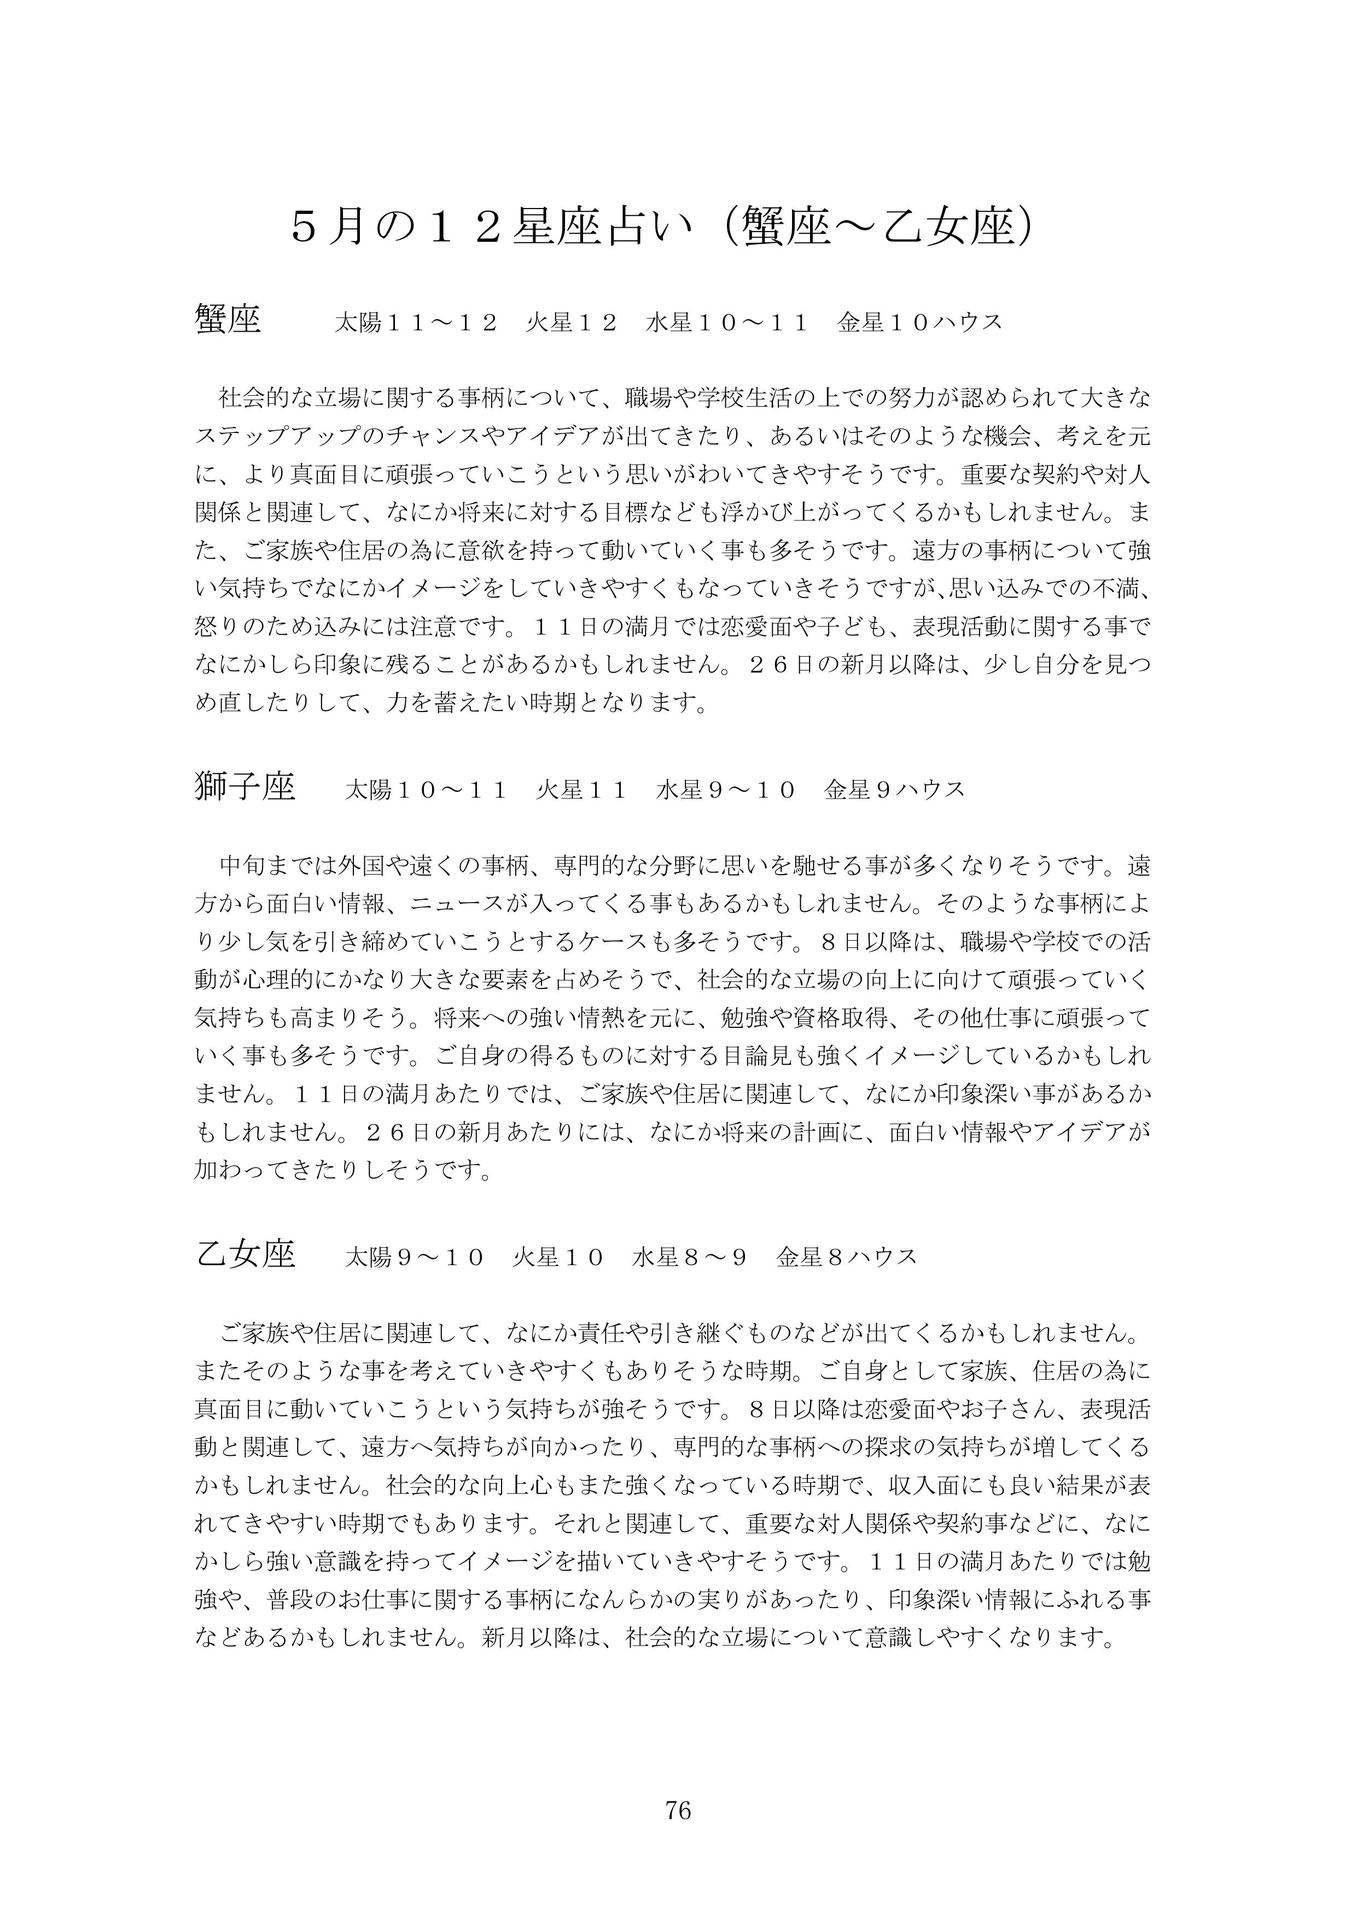 ５月の１２星座占い（蟹座～乙女座）
蟹座　　太陽１１～１２　火星１２　水星１０～１１　金星１０ハウス
　社会的な立場に関する事柄について、職場や学校生活の上での努力が認められて大きな
ステップアップのチャンスやアイデアが出てきたり、あるいはそのような機会、考えを元
に、より真面目に頑張っていこうという思いがわいてきやすそうです。重要な契約や対人
関係と関連して、なにか将来に対する目標なども浮かび上がってくるかもしれません。ま
た、ご家族や住居の為に意欲を持って動いていく事も多そうです。遠方の事柄について強
い気持ちでなにかイメージをしていきやすくもなっていきそうですが、思い込みでの不満、
怒りのため込みには注意です。１１日の満月では恋愛面や子ども、表現活動に関する事で
なにかしら印象に残ることがあるかもしれません。２６日の新月以降は、少し自分を見つ
め直したりして、力を蓄えたい時期となります。
獅子座　　太陽１０～１１　火星１１　水星９～１０　金星９ハウス
　中旬までは外国や遠くの事柄、専門的な分野に思いを馳せる事が多くなりそうです。遠
方から面白い情報、ニュースが入ってくる事もあるかもしれません。そのような事柄によ
り少し気を引き締めていこうとするケースも多そうです。８日以降は、職場や学校での活
動が心理的にかなり大きな要素を占めそうで、社会的な立場の向上に向けて頑張っていく
気持ちも高まりそう。将来への強い情熱を元に、勉強や資格取得、その他仕事に頑張って
いく事も多そうです。ご自身の得るものに対する目論見も強くイメージしているかもしれ
ません。１１日の満月あたりでは、ご家族や住居に関連して、なにか印象深い事があるか
もしれません。２６日の新月あたりには、なにか将来の計画に、面白い情報やアイデアが
加わってきたりしそうです。
乙女座　　太陽９～１０　火星１０　水星８～９　金星８ハウス
　ご家族や住居に関連して、なにか責任や引き継ぐものなどが出てくるかもしれません。
またそのような事を考えていきやすくもありそうな時期。ご自身として家族、住居の為に
真面目に動いていこうという気持ちが強そうです。８日以降は恋愛面やお子さん、表現活
動と関連して、遠方へ気持ちが向かったり、専門的な事柄への探求の気持ちが増してくる
かもしれません。社会的な向上心もまた強くなっている時期で、収入面にも良い結果が表
れてきやすい時期でもあります。それと関連して、重要な対人関係や契約事などに、なに
かしら強い意識を持ってイメージを描いていきやすそうです。１１日の満月あたりでは勉
強や、普段のお仕事に関する事柄になんらかの実りがあったり、印象深い情報にふれる事
などあるかもしれません。新月以降は、社会的な立場について意識しやすくなります。
76